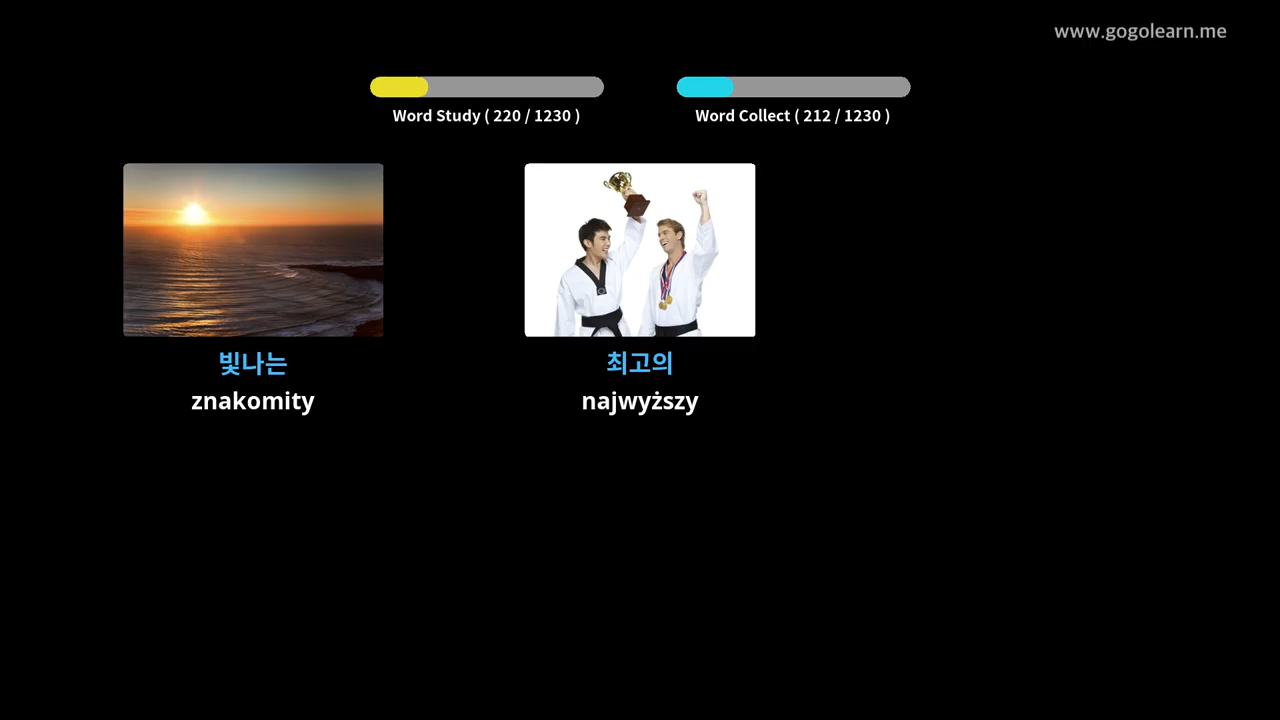 www.gogolearn.me
Word Study ( 220 / 1230 )
Word Collect ( 212 / 1230 )
빛나는
znakomity
최고의
najwyższy